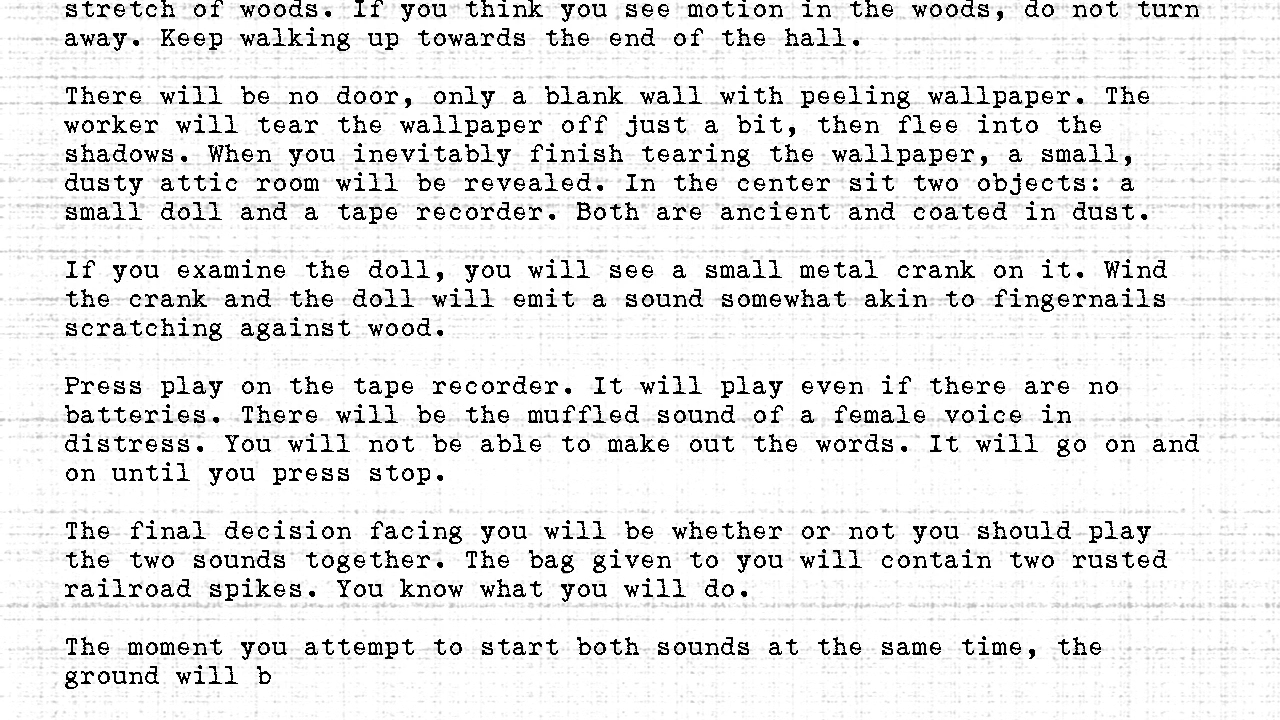 stretch of woods. If you think you see motion in the woods, do not turn
away. Keep walking up towards the end of the hall.
There will be no door, only a blank wall with peeling wallpaper. The
worker will tear the wallpaper off just a bit, then flee into the
shadows. When you inevitably finish tearing the wallpaper, a small,
dusty attic room will be revealed. In the center sit two objects: a
small doll and a tape recorder. Both are ancient and coated in dust.
If you examine the doll, you will see a small metal crank on it. Wind
the crank and the doll will emit a sound somewhat akin to fingernails
scratching against wood.
Press play on the tape recorder. It will play even if there are no
batteries. There will be the muffled sound of a female voice in
distress. You will not be able to make out the words. It will go on and
on until you press stop.
The final decision facing you will be whether or not you should play
the two sounds together. The bag given to you will contain two rusted
railroad spikes. You know what you will do.
The moment you attempt to start both sounds at the same time, the
ground will b